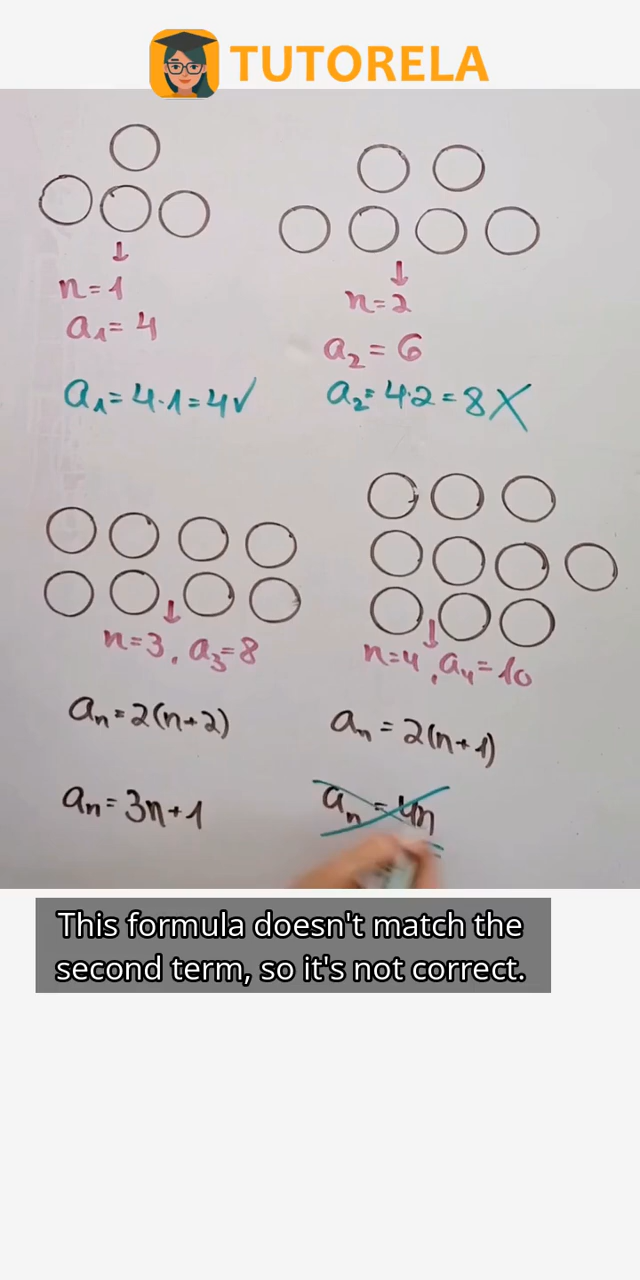 TUTORELA
n=1
a₁=4
a₁=4·1=4✓
n=2
a₂=6
a₂=4·2=8X
n=3, a₃=8
n=4, a₄=10
aₙ=2(n+2)
aₙ=2(n+1)
aₙ=3n+1
aₙ=4n
This formula doesn't match the
second term, so it's not correct.